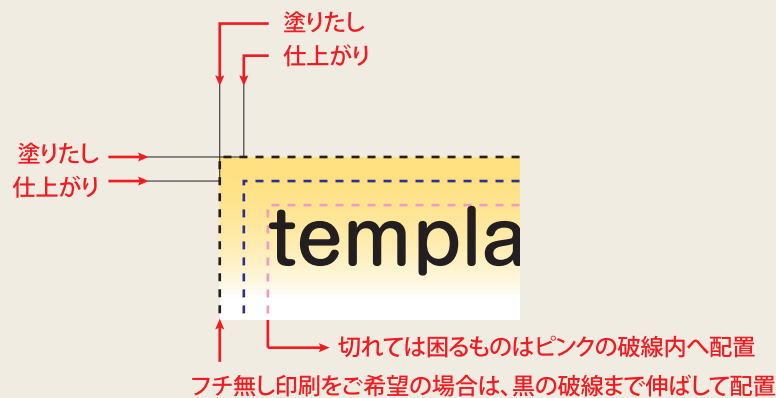 塗りたし
仕上がり
塗りたし
仕上がり
templa
切れては困るものはピンクの破線内へ配置
フチ無し印刷をご希望の場合は、黒の破線まで伸ばして配置